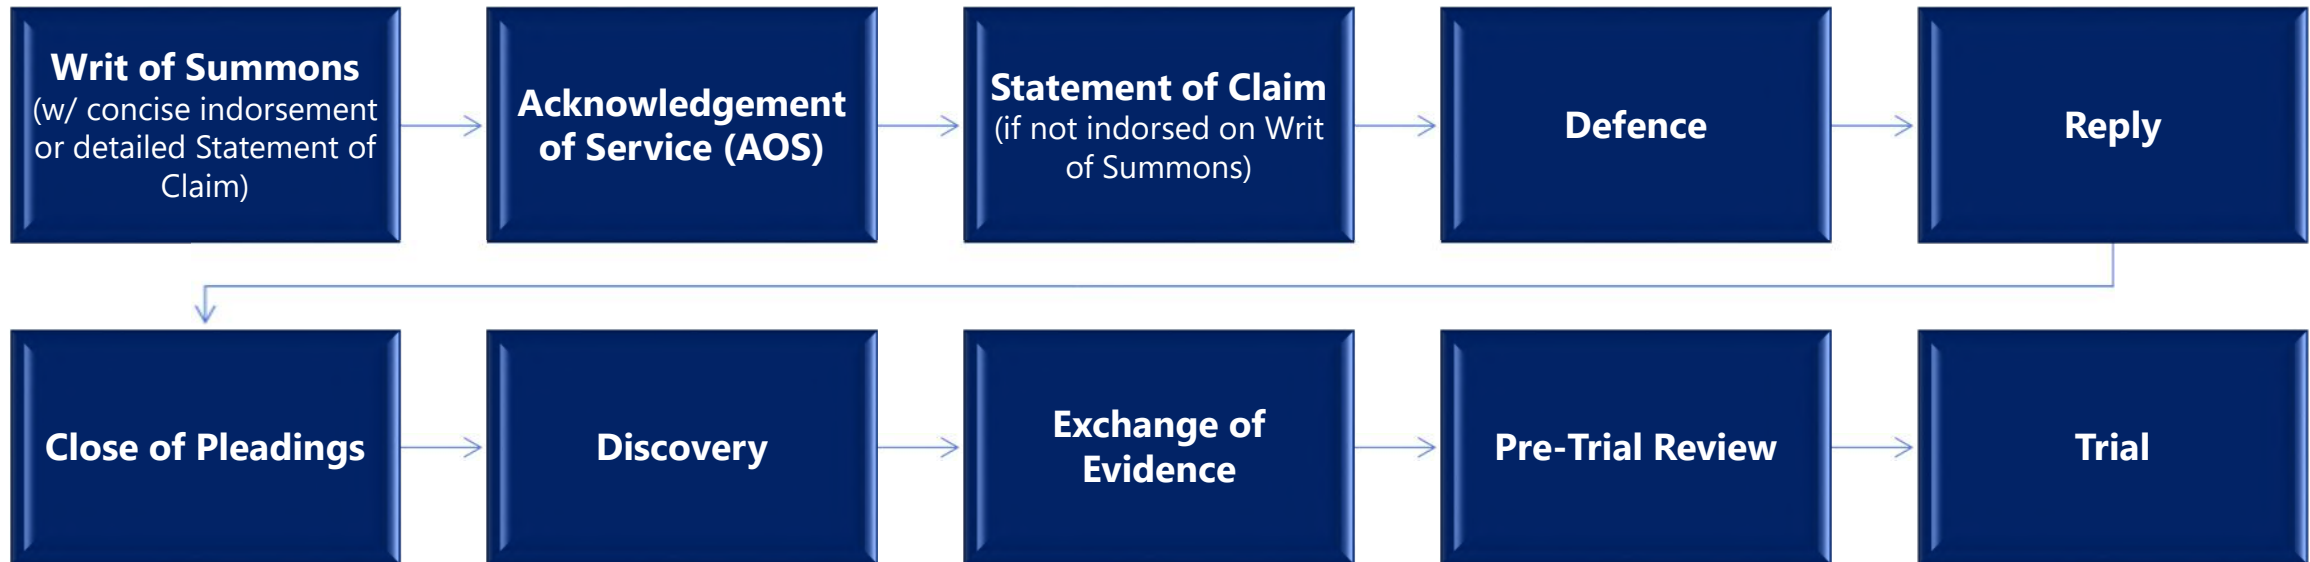 Writ of Summons
(w/ concise indorsement
or detailed Statement of
Claim)
Acknowledgement
of Service (AOS)
Statement of Claim
(if not indorsed on Writ
of Summons)
Defence
Reply
Close of Pleadings
Discovery
Exchange of
Evidence
Pre-Trial Review
Trial